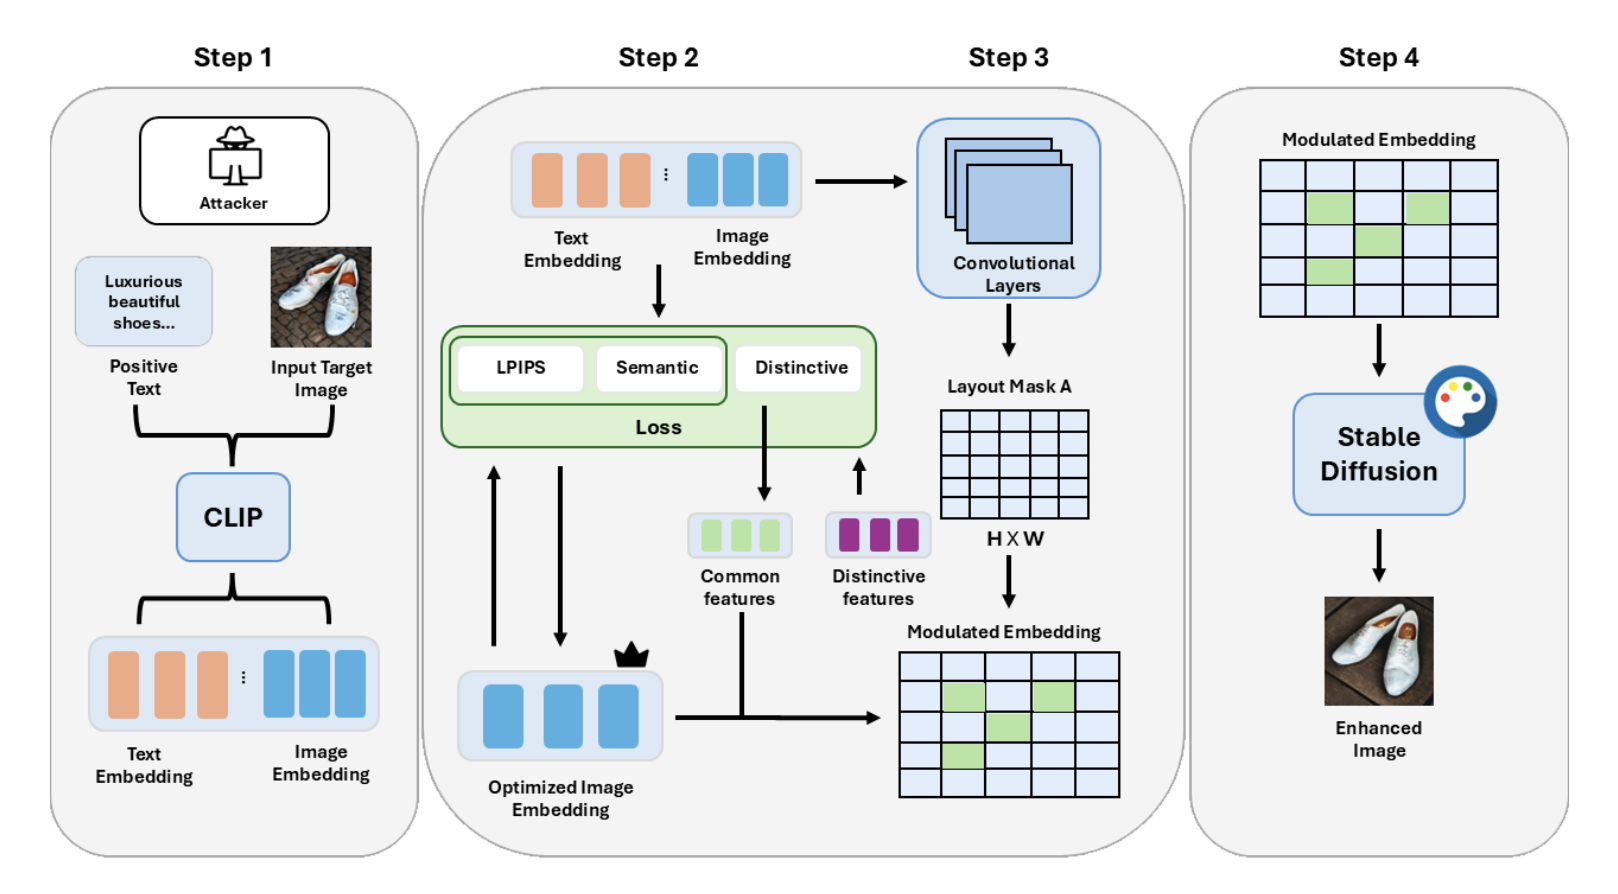 Step 1
Step 2
Step 3
Step 4
Attacker
Luxurious
beautiful
shoes...
Positive
Text
Input Target
Image
CLIP
Text
Embedding
Image
Embedding
Text
Embedding
Image
Embedding
LPIPS
Semantic
Distinctive
Loss
Common
features
Distinctive
features
Optimized Image
Embedding
Convolutional
Layers
Layout Mask A
H X W
Modulated Embedding
Modulated Embedding
Stable
Diffusion
Enhanced
Image